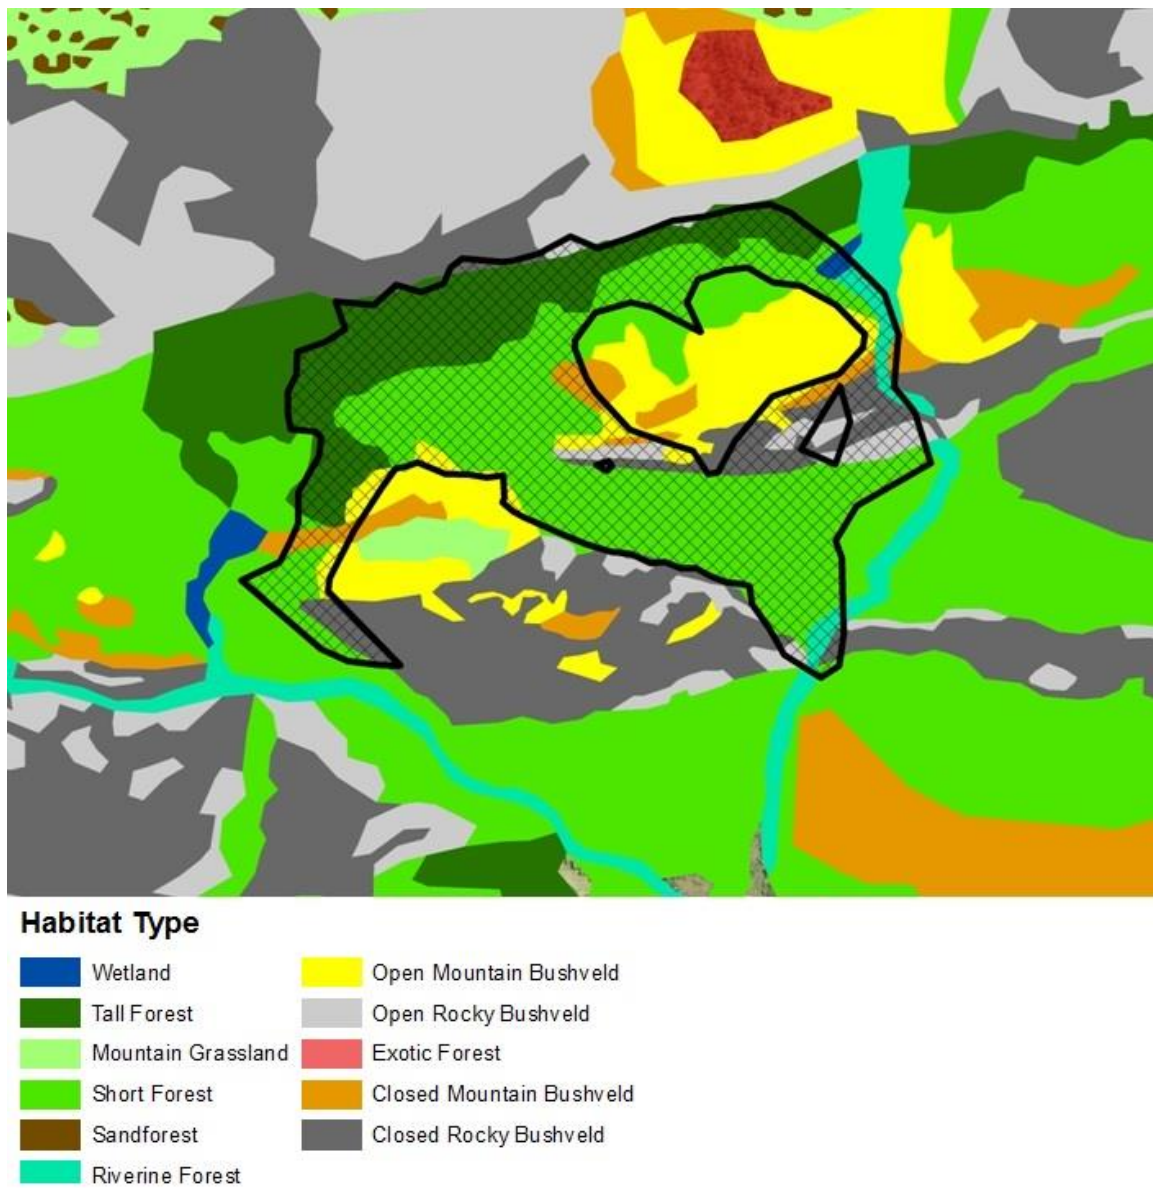 Habitat Type
Wetland
Tall Forest
Mountain Grassland
Short Forest
Sandforest
Riverine Forest
Open Mountain Bushveld
Open Rocky Bushveld
Exotic Forest
Closed Mountain Bushveld
Closed Rocky Bushveld